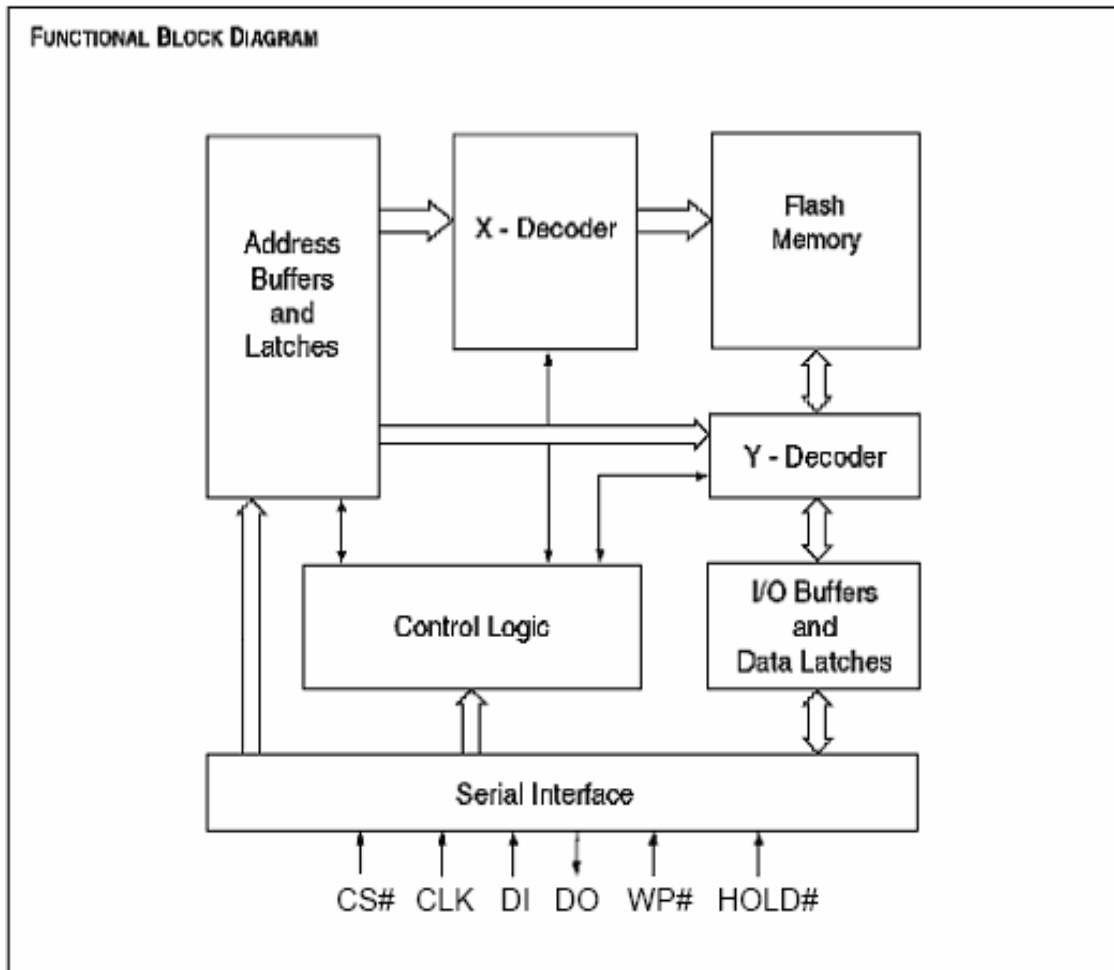 FUNCTIONAL BLOCK DIAGRAM
Address
Buffers
and
Latches
X - Decoder
Flash
Memory
Y - Decoder
Control Logic
I/O Buffers
and
Data Latches
Serial Interface
CS# CLK DI DO WP# HOLD#